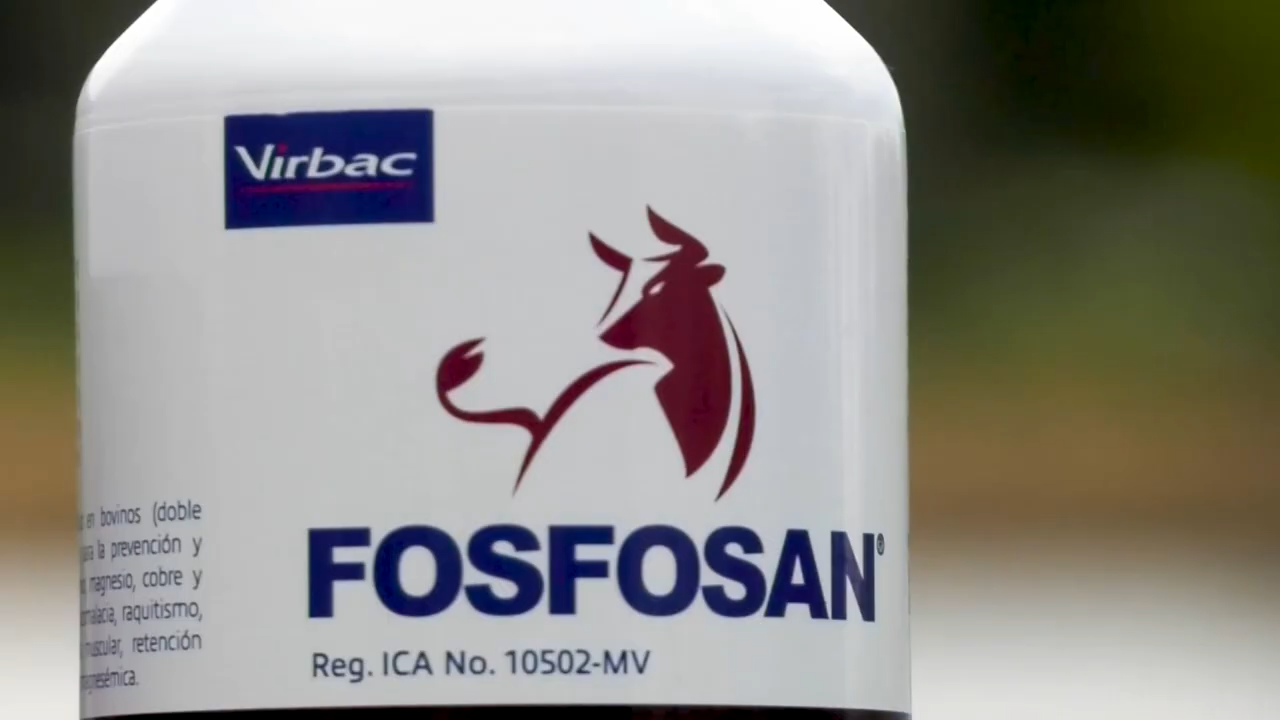 Virbac
en bovinos (doble
la prevención y
magnesio, cobre y
raquitismo,
muscular, retención
FOSFOSAN®
Reg. ICA No. 10502-MV